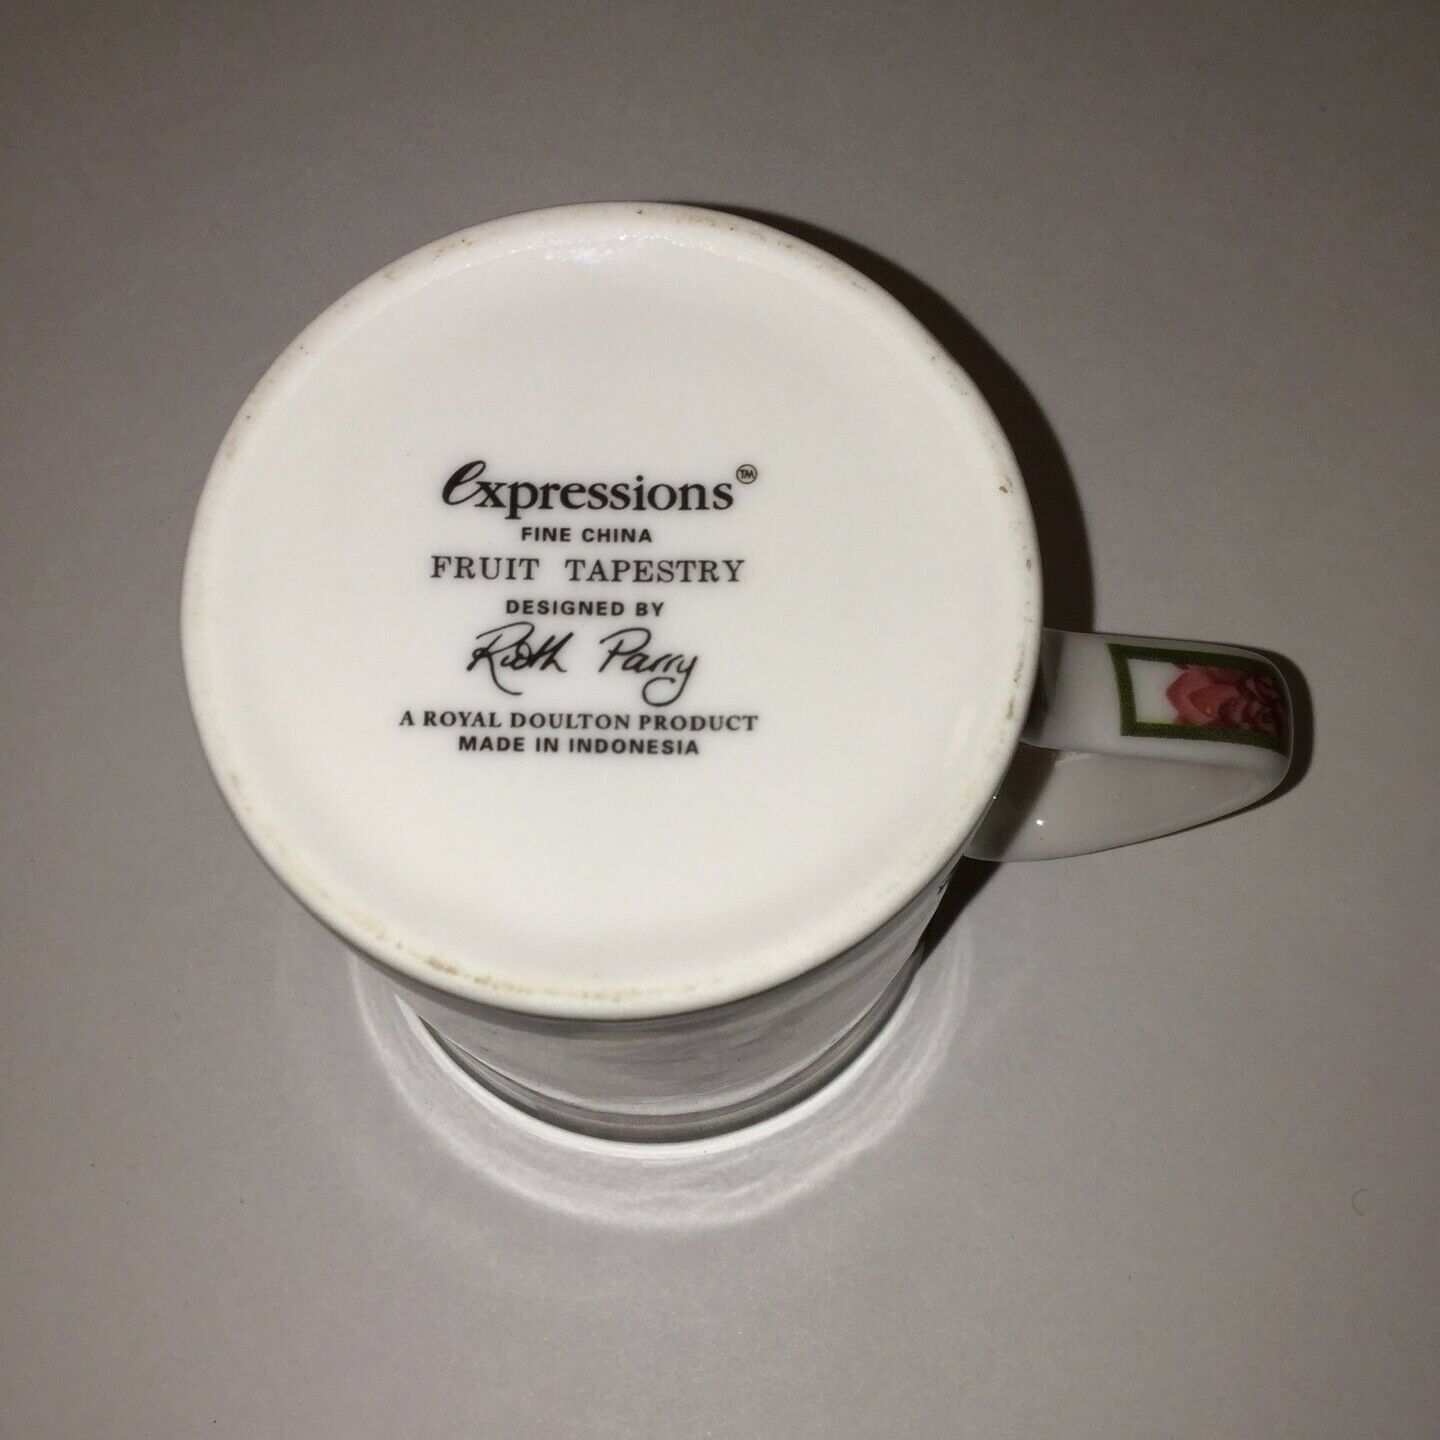 expressions™
FINE CHINA
FRUIT TAPESTRY
DESIGNED BY
Ruth Parry
A ROYAL DOULTON PRODUCT
MADE IN INDONESIA